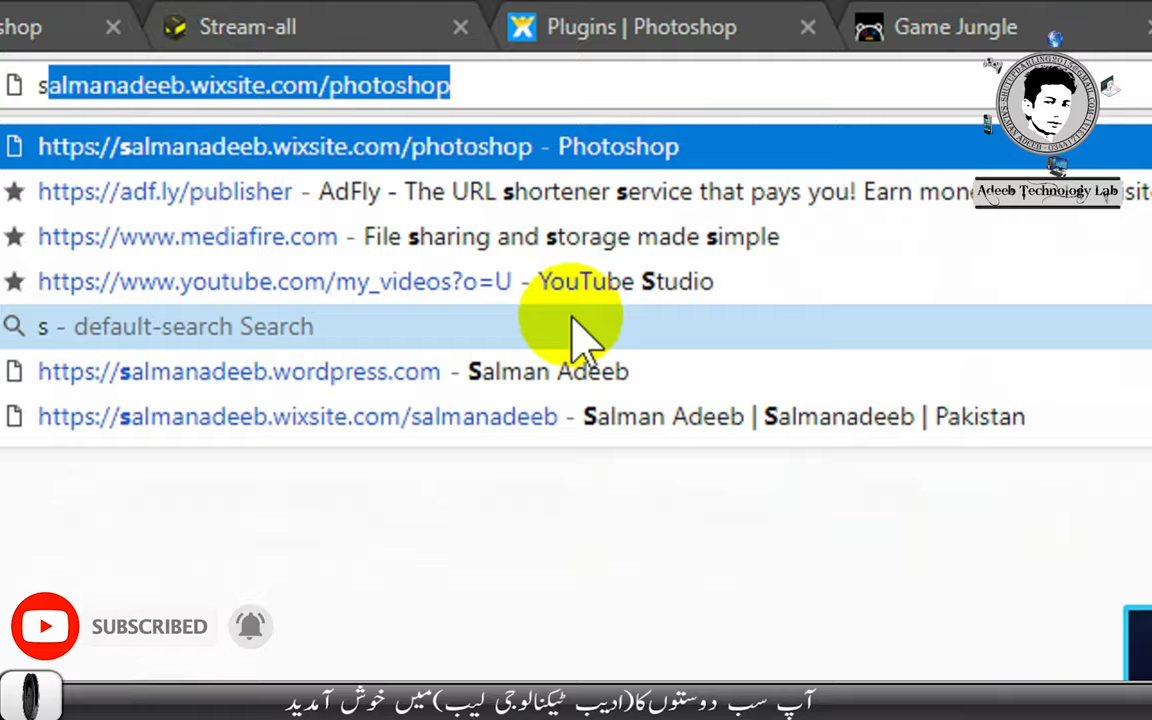 shop
Stream-all
Plugins | Photoshop
Game Jungle
salmanadeeb.wixsite.com/photoshop
https://salmanadeeb.wixsite.com/photoshop - Photoshop
https://adf.ly/publisher - AdFly - The URL shortener service that pays you! Earn mone
https://www.mediafire.com - File sharing and storage made simple
https://www.youtube.com/my_videos?o=U - YouTube Studio
s - default-search Search
https://salmanadeeb.wordpress.com - Salman Adeeb
https://salmanadeeb.wixsite.com/salmanadeeb - Salman Adeeb | Salmanadeeb | Pakistan
Adeeb Technology Lab
SUBSCRIBED
آپ سب دوستوں کا (ادیب ٹیکنالوجی لیب) میں خوش آمدید